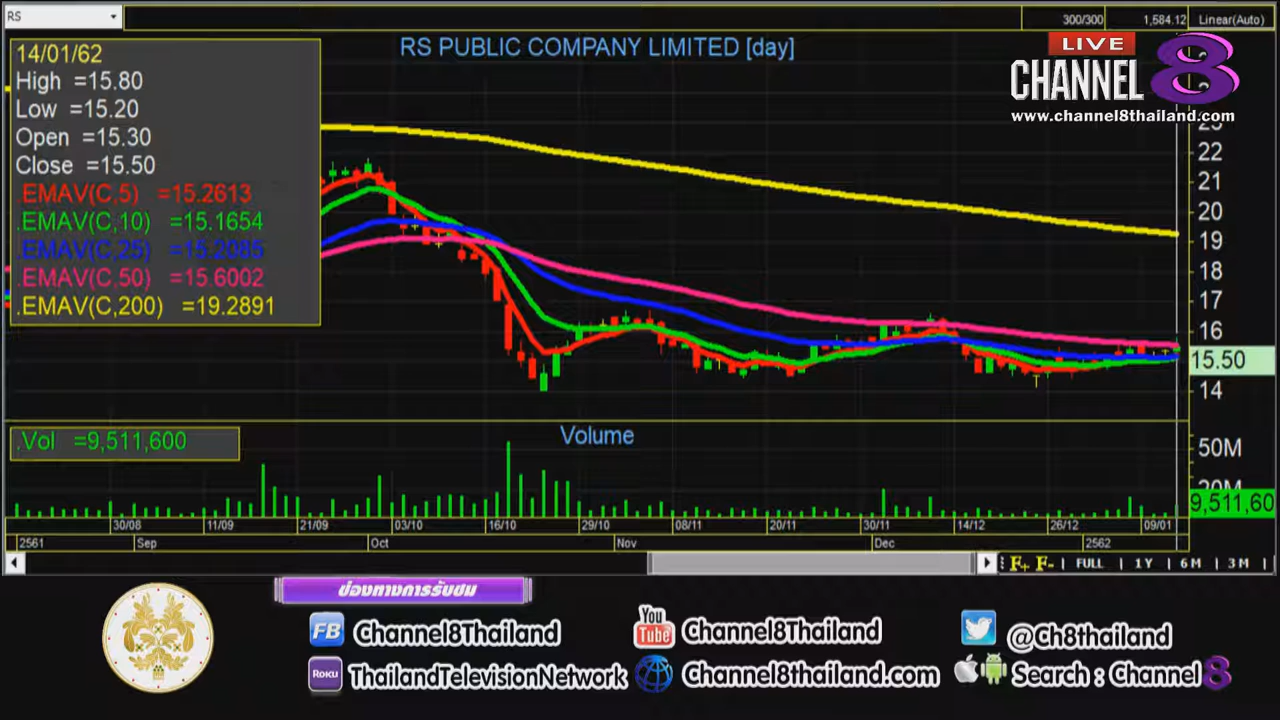 RS
300/300
1,584.12
Linear(Auto)
14/01/62
High =15.80
Low =15.20
Open =15.30
Close =15.50
.EMAV(C,5) =15.2613
.EMAV(C,10) =15.1654
.EMAV(C,25) =15.2085
.EMAV(C,50) =15.6002
.EMAV(C,200) =19.2891
RS PUBLIC COMPANY LIMITED [day]
LIVE
CHANNEL 8
www.channel8thailand.com
23
22
21
20
19
18
17
16
15.50
14
.Vol =9,511,600
Volume
50M
20M
9,511,60
30/08 11/09 21/09 03/10 16/10 29/10 08/11 20/11 30/11 14/12 26/12 09/01
2561 Sep Oct Nov Dec 2562
F+ F- FULL 1Y 6M 3M
ช่องทางการรับชม
FB Channel8Thailand
You Tube Channel8Thailand
@Ch8thailand
ROKU ThailandTelevisionNetwork
Channel8thailand.com
Search : Channel 8